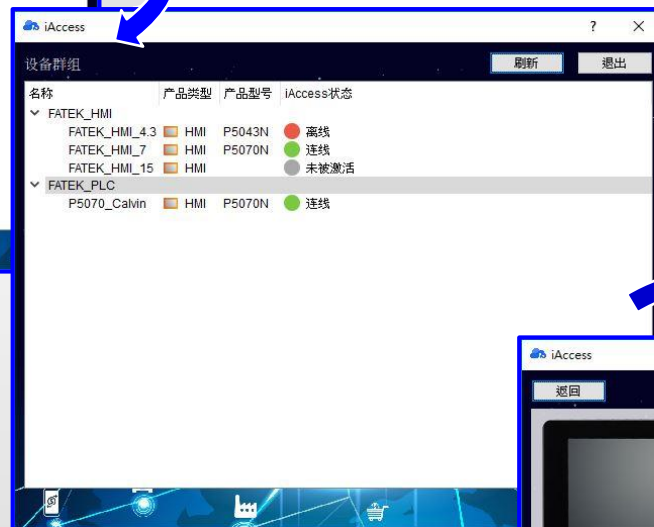 iAccess
设备群组 刷新 退出
名称 产品类型 产品型号 iAccess状态
FATEK_HMI
FATEK_HMI_4.3 HMI P5043N 离线
FATEK_HMI_7 HMI P5070N 连线
FATEK_HMI_15 HMI 未被激活
FATEK_PLC
P5070_Calvin HMI P5070N 连线
iAccess
返回